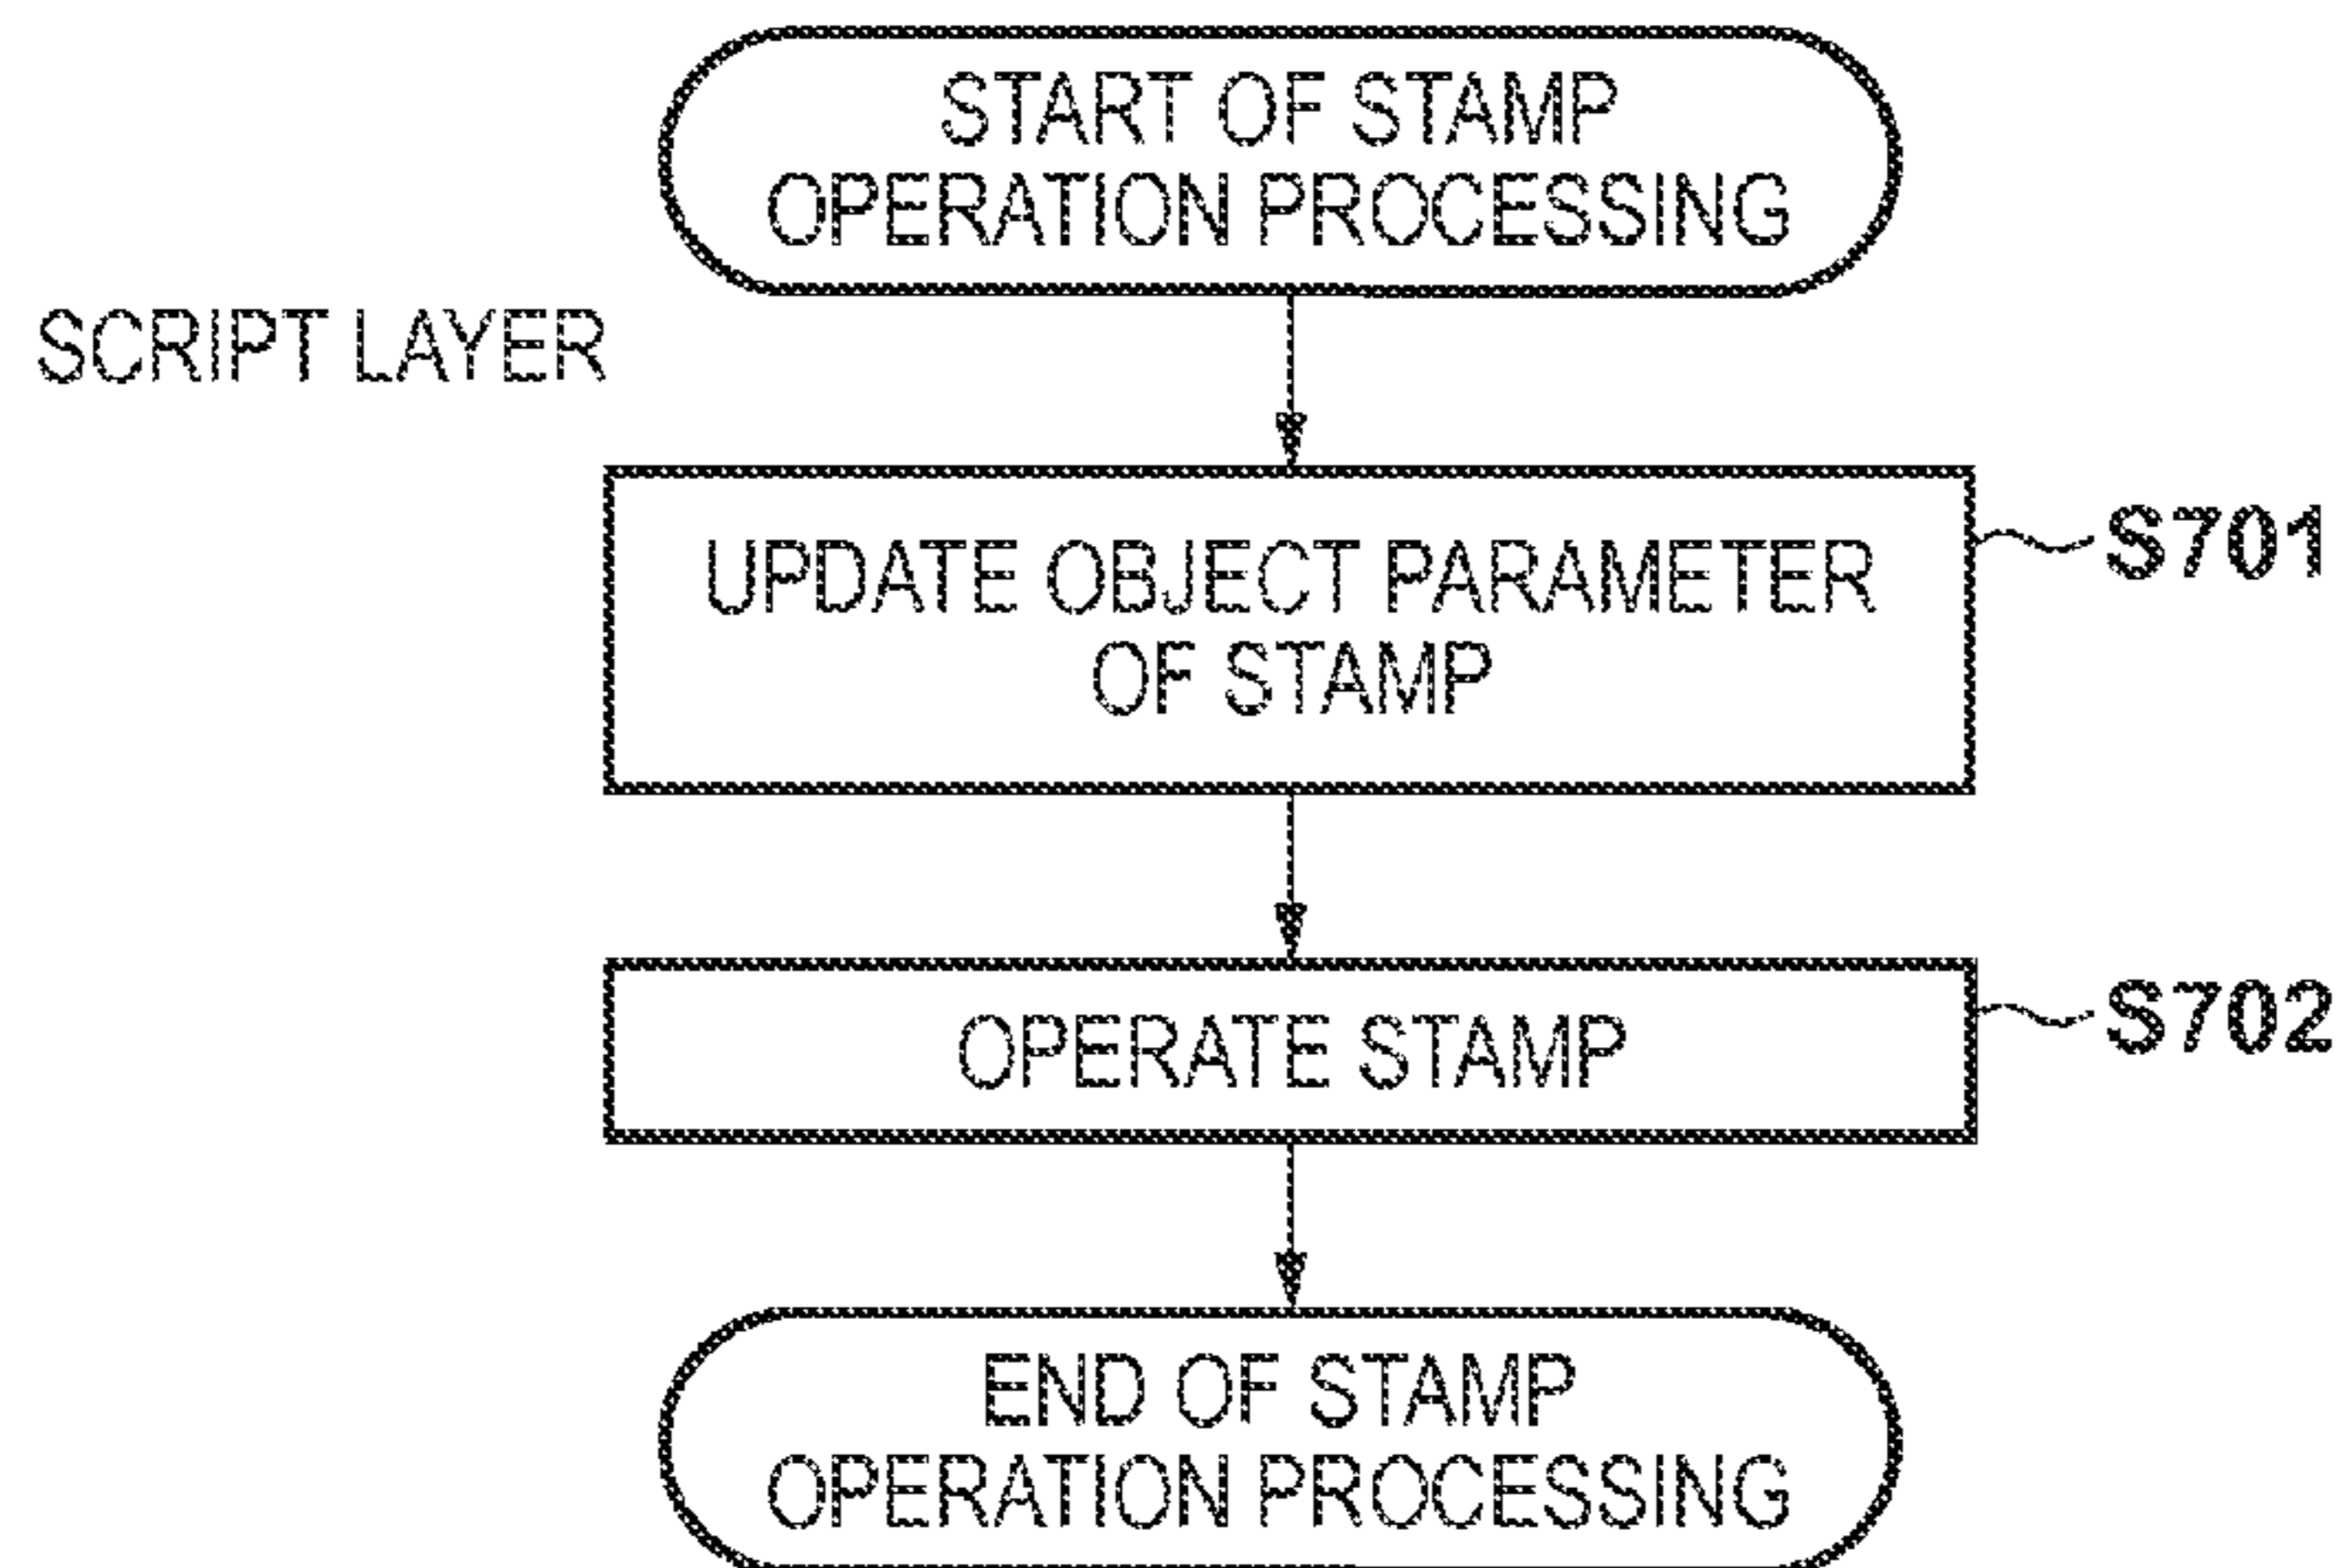 START OF STAMP
OPERATION PROCESSING
SCRIPT LAYER
UPDATE OBJECT PARAMETER
OF STAMP
S701
OPERATE STAMP
S702
END OF STAMP
OPERATION PROCESSING